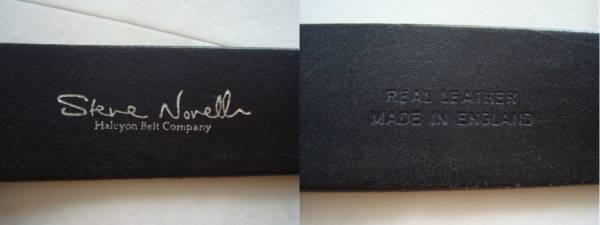 Steve Novelli
Halcyon Belt Company
REAL LEATHER
MADE IN ENGLAND